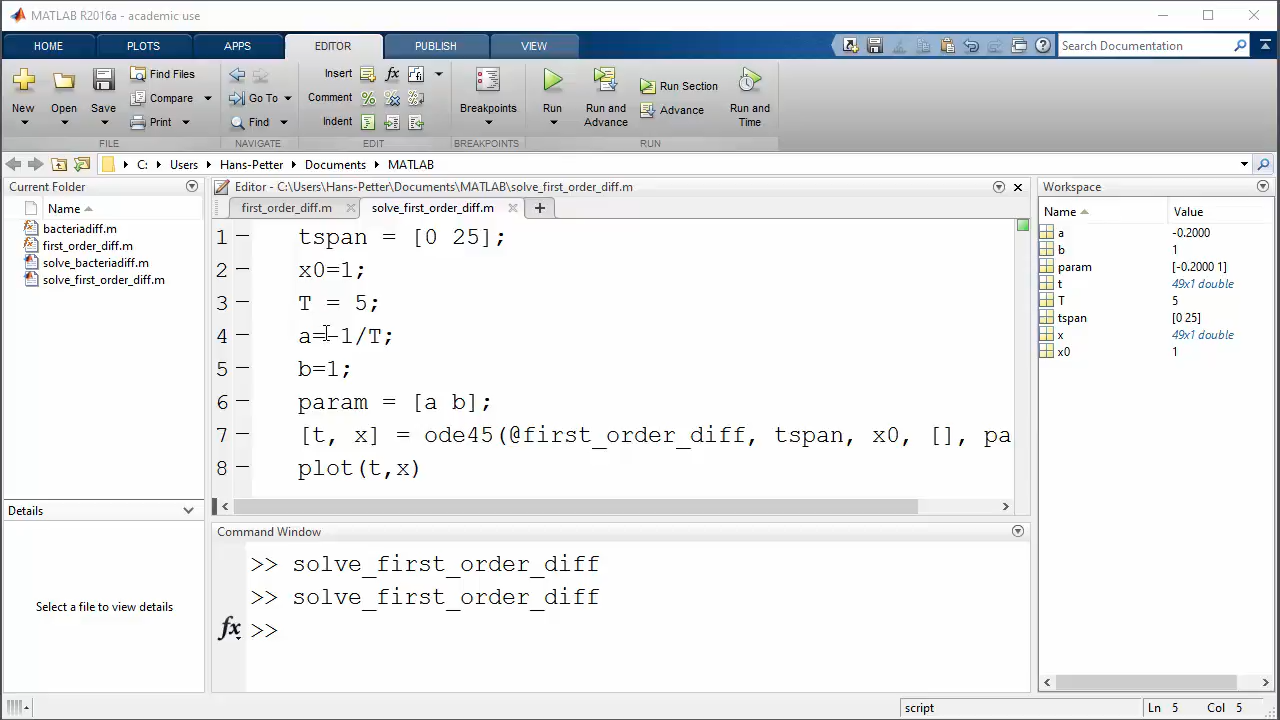 MATLAB R2016a - academic use
HOME PLOTS APPS EDITOR PUBLISH VIEW Search Documentation
New Open Save Find Files Compare Print
Go To Find
Insert fx
Comment
Indent
Breakpoints
Run Run and Advance Run Section Advance Run and Time
FILE NAVIGATE EDIT BREAKPOINTS RUN
C: Users Hans-Petter Documents MATLAB
Current Folder
Name
bacteriadiff.m
first_order_diff.m
solve_bacteriadiff.m
solve_first_order_diff.m
Details
Select a file to view details
Editor - C:\Users\Hans-Petter\Documents\MATLAB\solve_first_order_diff.m
first_order_diff.m solve_first_order_diff.m
1 tspan = [0 25];
2 x0=1;
3 T = 5;
4 a=-1/T;
5 b=1;
6 param = [a b];
7 [t, x] = ode45(@first_order_diff, tspan, x0, [], pa
8 plot(t,x)
Command Window
>> solve_first_order_diff
>> solve_first_order_diff
fx >>
Workspace
Name Value
a -0.2000
b 1
param [-0.2000 1]
t 49x1 double
T 5
tspan [0 25]
x 49x1 double
x0 1
script Ln 5 Col 5